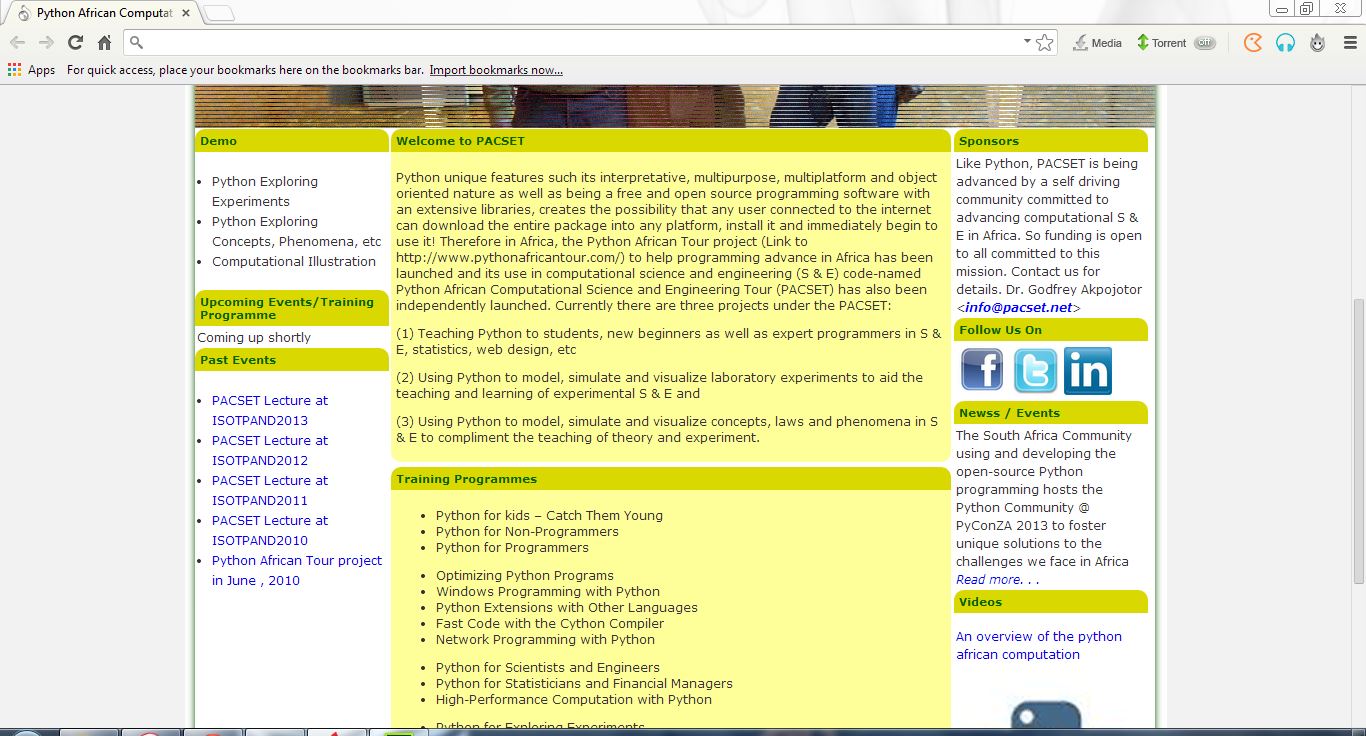 Python African Computat
Media
Torrent
off
Apps
For quick access, place your bookmarks here on the bookmarks bar. Import bookmarks now...
Demo
Python Exploring
Experiments
Python Exploring
Concepts, Phenomena, etc
Computational Illustration
Upcoming Events/Training
Programme
Coming up shortly
Past Events
PACSET Lecture at
ISOTPAND2013
PACSET Lecture at
ISOTPAND2012
PACSET Lecture at
ISOTPAND2011
PACSET Lecture at
ISOTPAND2010
Python African Tour project
in June , 2010
Welcome to PACSET
Python unique features such its interpretative, multipurpose, multiplatform and object
oriented nature as well as being a free and open source programming software with
an extensive libraries, creates the possibility that any user connected to the internet
can download the entire package into any platform, install it and immediately begin to
use it! Therefore in Africa, the Python African Tour project (Link to
http://www.pythonafricantour.com/) to help programming advance in Africa has been
launched and its use in computational science and engineering (S & E) code-named
Python African Computational Science and Engineering Tour (PACSET) has also been
independently launched. Currently there are three projects under the PACSET:
(1) Teaching Python to students, new beginners as well as expert programmers in S &
E, statistics, web design, etc
(2) Using Python to model, simulate and visualize laboratory experiments to aid the
teaching and learning of experimental S & E and
(3) Using Python to model, simulate and visualize concepts, laws and phenomena in S
& E to compliment the teaching of theory and experiment.
Training Programmes
Python for kids – Catch Them Young
Python for Non-Programmers
Python for Programmers
Optimizing Python Programs
Windows Programming with Python
Python Extensions with Other Languages
Fast Code with the Cython Compiler
Network Programming with Python
Python for Scientists and Engineers
Python for Statisticians and Financial Managers
High-Performance Computation with Python
Python for Exploring Experiments
Sponsors
Like Python, PACSET is being
advanced by a self driving
community committed to
advancing computational S &
E in Africa. So funding is open
to all committed to this
mission. Contact us for
details. Dr. Godfrey Akpojotor
<info@pacset.net>
Follow Us On
f
t
in
Newss / Events
The South Africa Community
using and developing the
open-source Python
programming hosts the
Python Community @
PyConZA 2013 to foster
unique solutions to the
challenges we face in Africa
Read more. . .
Videos
An overview of the python
african computation